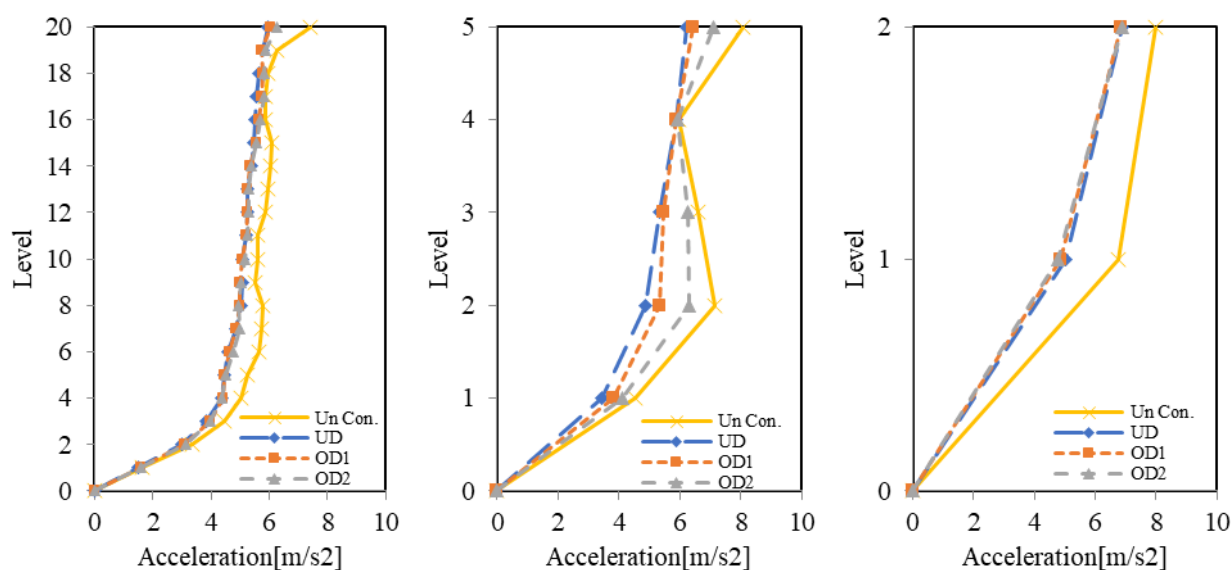 20
18
16
14
12
10
8
6
4
2
0
Level
0 2 4 6 8 10
Acceleration[m/s2]
Un Con.
UD
OD1
OD2
5
4
3
2
1
0
Level
0 2 4 6 8 10
Acceleration[m/s2]
Un Con.
UD
OD1
OD2
2
1
0
Level
0 2 4 6 8 10
Acceleration[m/s2]
Un Con.
UD
OD1
OD2